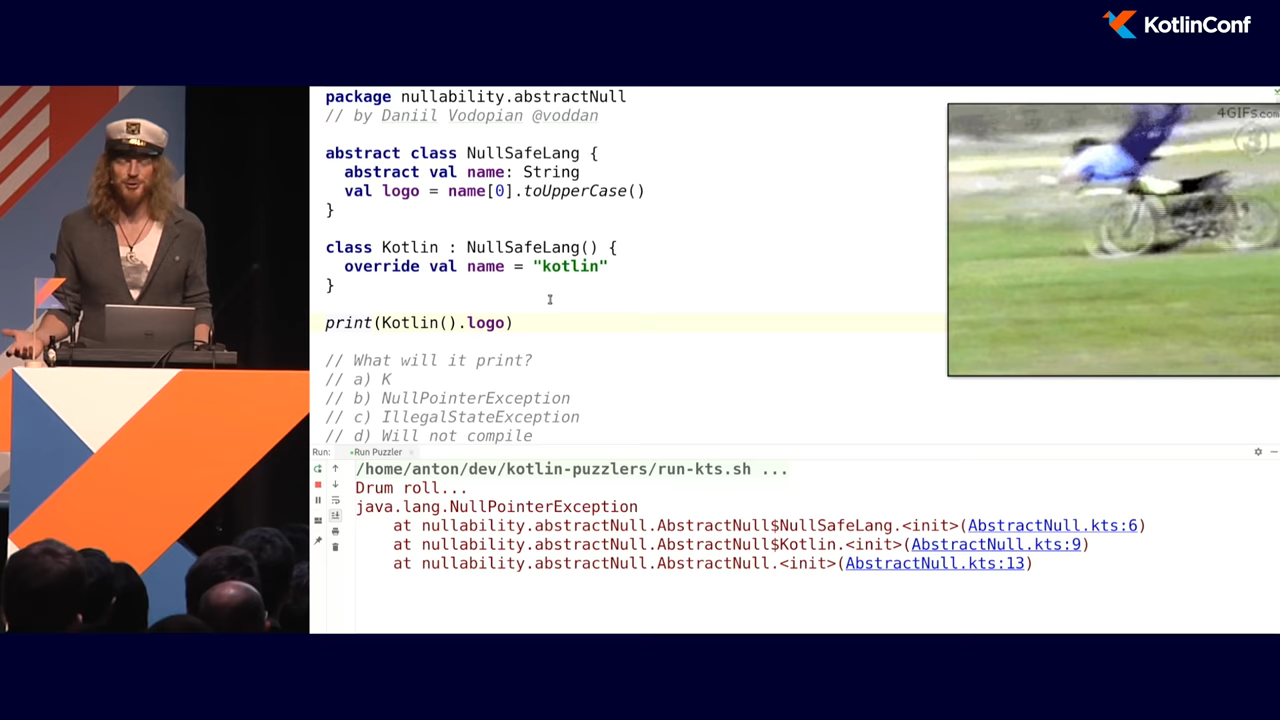 KotlinConf
package nullability.abstractNull
// by Daniil Vodopian @voddan
abstract class NullSafeLang {
abstract val name: String
val logo = name[0].toUpperCase()
}
class Kotlin : NullSafeLang() {
override val name = "kotlin"
}
print(Kotlin().logo)
// What will it print?
// a) K
// b) NullPointerException
// c) IllegalStateException
// d) Will not compile
4GIFs.com
Run:
Run Puzzler
/home/anton/dev/kotlin-puzzlers/run-kts.sh ...
Drum roll...
java.lang.NullPointerException
at nullability.abstractNull.AbstractNull$NullSafeLang.<init>(AbstractNull.kts:6)
at nullability.abstractNull.AbstractNull$Kotlin.<init>(AbstractNull.kts:9)
at nullability.abstractNull.AbstractNull.<init>(AbstractNull.kts:13)